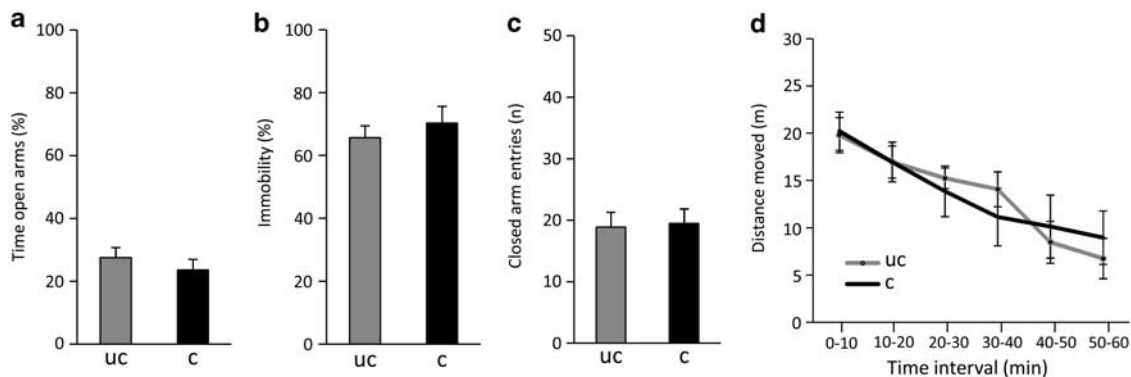 a
Time open arms (%)
100
80
60
40
20
0
uc c
b
Immobility (%)
100
80
60
40
20
0
uc c
c
Closed arm entries (n)
50
40
30
20
10
0
uc c
d
Distance moved (m)
30
25
20
15
10
5
0
uc
c
0-10 10-20 20-30 30-40 40-50 50-60
Time interval (min)